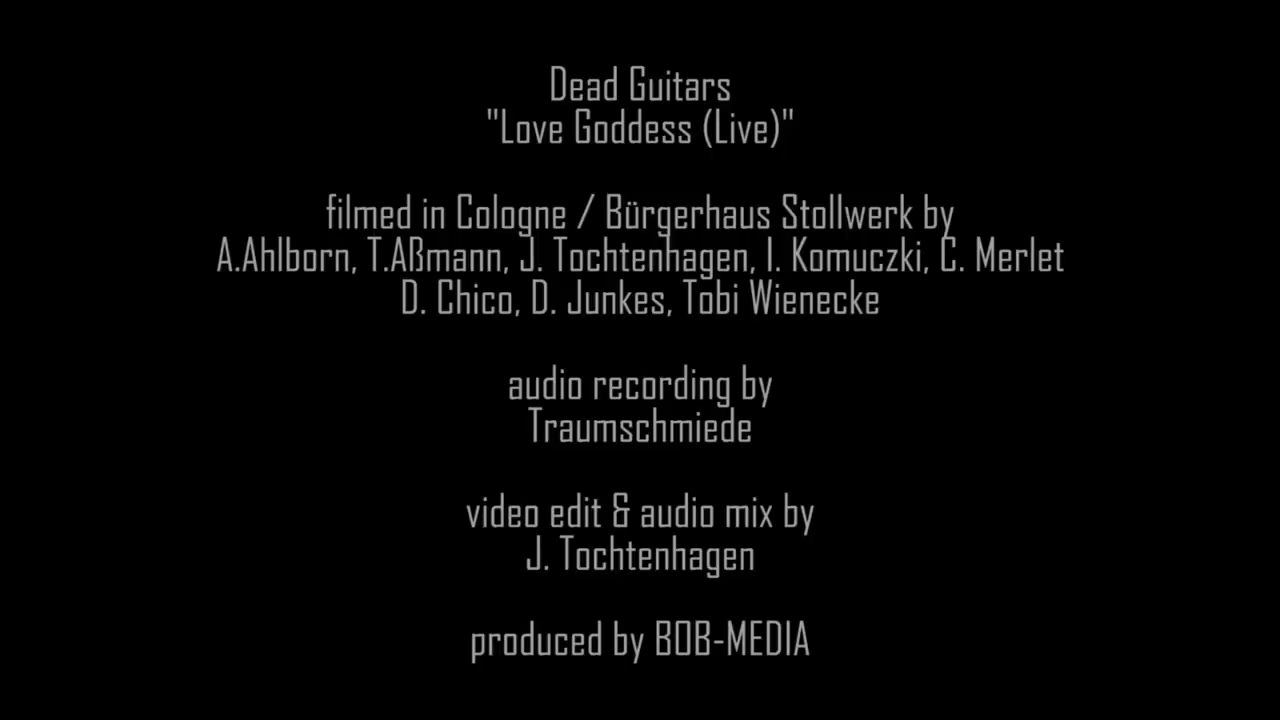 Dead Guitars
"Love Goddess (Live)"
filmed in Cologne / Bürgerhaus Stollwerk by
A.Ahlborn, T.Aßmann, J. Tochtenhagen, I. Komuczki, C. Merlet
D. Chico, D. Junkes, Tobi Wienecke
audio recording by
Traumschmiede
video edit & audio mix by
J. Tochtenhagen
produced by BOB-MEDIA